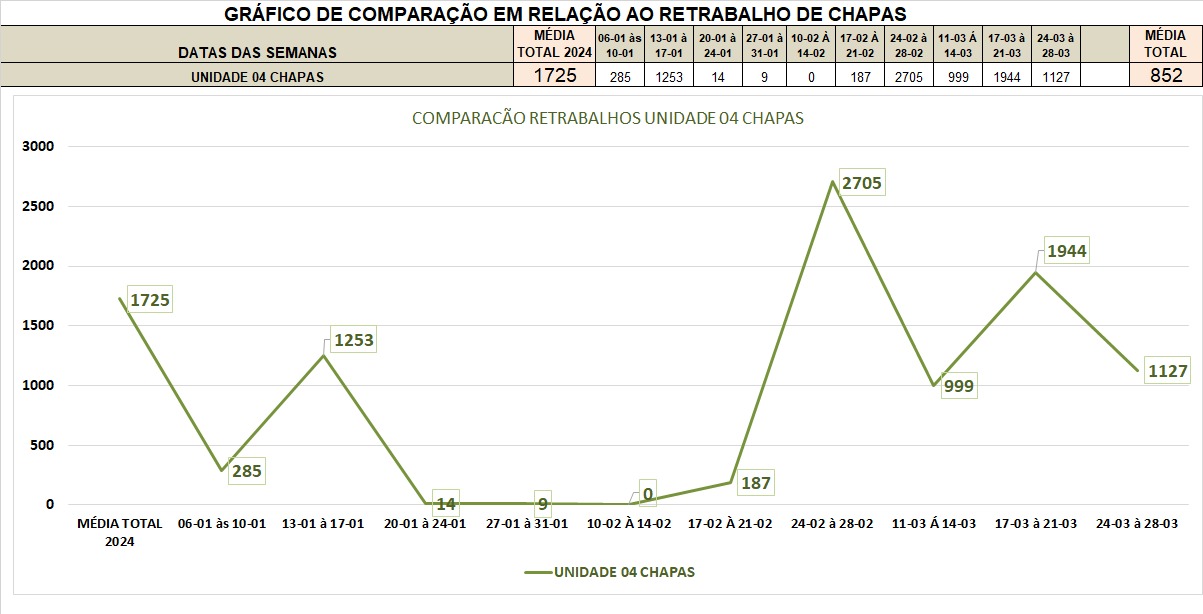 GRÁFICO DE COMPARAÇÃO EM RELAÇÃO AO RETRABALHO DE CHAPAS
DATAS DAS SEMANAS
MÉDIA TOTAL 2024
06-01 às 10-01
13-01 à 17-01
20-01 à 24-01
27-01 à 31-01
10-02 À 14-02
17-02 À 21-02
24-02 à 28-02
11-03 Á 14-03
17-03 à 21-03
24-03 à 28-03
MÉDIA TOTAL
UNIDADE 04 CHAPAS 1725 285 1253 14 9 0 187 2705 999 1944 1127 852
COMPARACÃO RETRABALHOS UNIDADE 04 CHAPAS
3000
2500
2000
1500
1000
500
0
1725
285
1253
14
9
0
187
2705
999
1944
1127
MÉDIA TOTAL 2024
06-01 às 10-01
13-01 à 17-01
20-01 à 24-01
27-01 à 31-01
10-02 À 14-02
17-02 À 21-02
24-02 à 28-02
11-03 Á 14-03
17-03 à 21-03
24-03 à 28-03
UNIDADE 04 CHAPAS